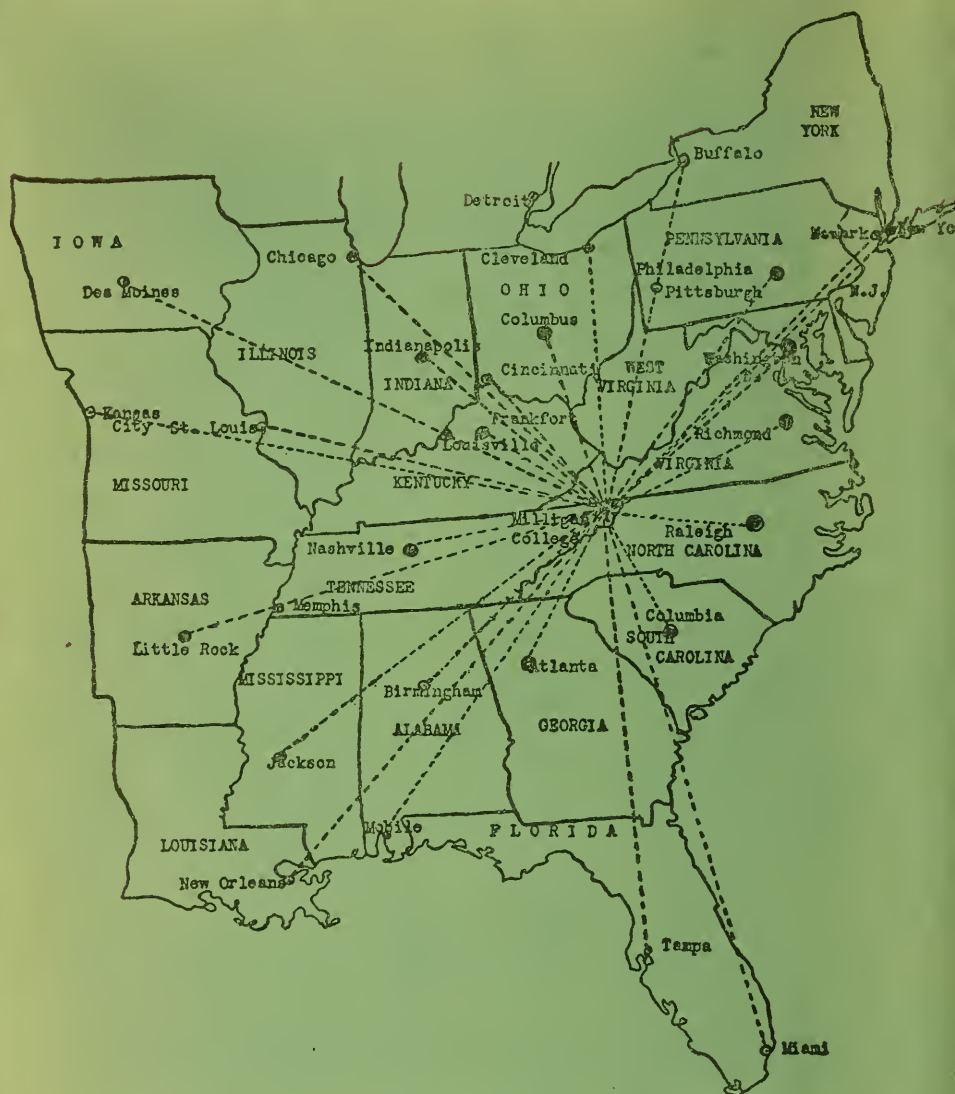 NEW
YORK
Buffalo
Detroit
IOWA
Chicago
Cleveland
PENNSYLVANIA
Newark
New Yo
Des Moines
OHIO
Philadelphia
Pittsburgh
N.J.
Columbus
ILLINOIS
Indianapolis
Washington
INDIANA
Cincinnati
WEST
VIRGINIA
Kansas
City
St. Louis
Frankfor
Louisville
Richmond
VIRGINIA
MISSOURI
KENTUCKY
Milligan
College
Raleigh
NORTH CAROLINA
Nashville
TENNESSEE
ARKANSAS
Memphis
Little Rock
Columbia
SOUTH
CAROLINA
MISSISSIPPI
Birmingham
Atlanta
ALABAMA
GEORGIA
Jackson
Mobile
FLORIDA
LOUISIANA
New Orleans
Tampa
Miami